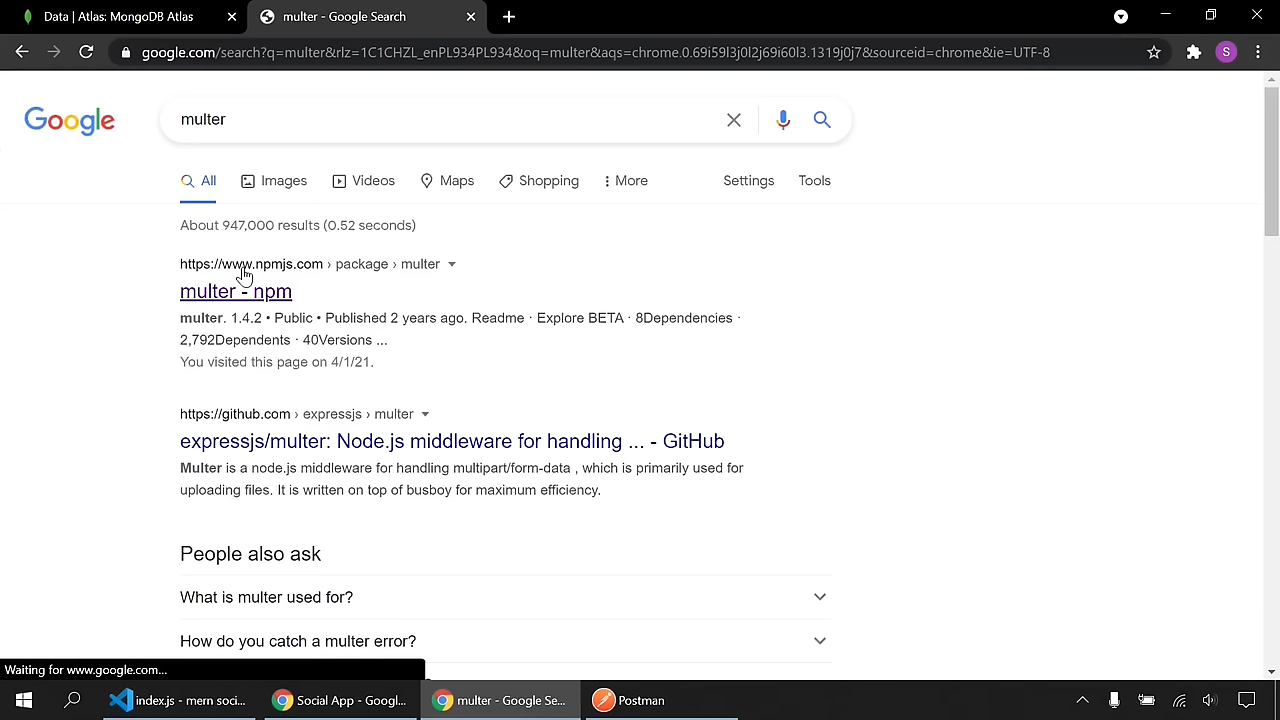 Data | Atlas: MongoDB Atlas
multer - Google Search
google.com/search?q=multer&rlz=1C1CHZL_enPL934PL934&oq=multer&aqs=chrome.0.69i59l3j0l2j69i60l3.1319j0j7&sourceid=chrome&ie=UTF-8
S
Google
multer
All
Images
Videos
Maps
Shopping
More
Settings
Tools
About 947,000 results (0.52 seconds)
https://www.npmjs.com › package › multer
multer - npm
multer. 1.4.2 • Public • Published 2 years ago. Readme · Explore BETA · 8Dependencies ·
2,792Dependents · 40Versions ...
You visited this page on 4/1/21.
https://github.com › expressjs › multer
expressjs/multer: Node.js middleware for handling ... - GitHub
Multer is a node.js middleware for handling multipart/form-data , which is primarily used for
uploading files. It is written on top of busboy for maximum efficiency.
People also ask
What is multer used for?
How do you catch a multer error?
Waiting for www.google.com...
index.js - mern soci...
Social App - Googl...
multer - Google Se...
Postman